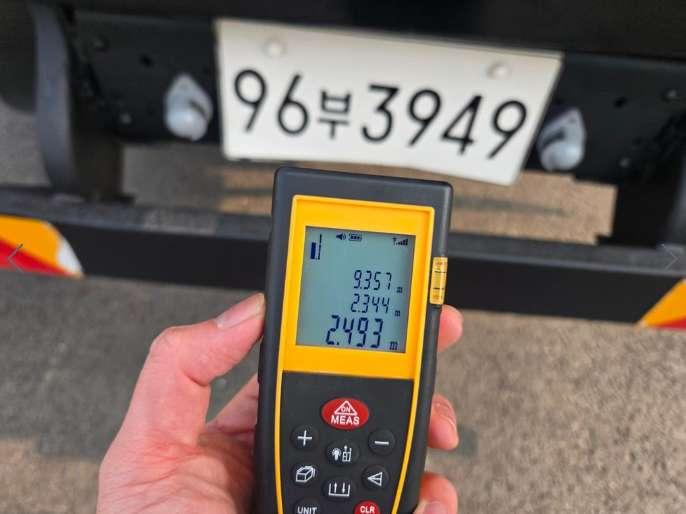 96부3949
9.357 m
2.344 m
2.493 m
ON
MEAS
+
−
UNIT
CLR